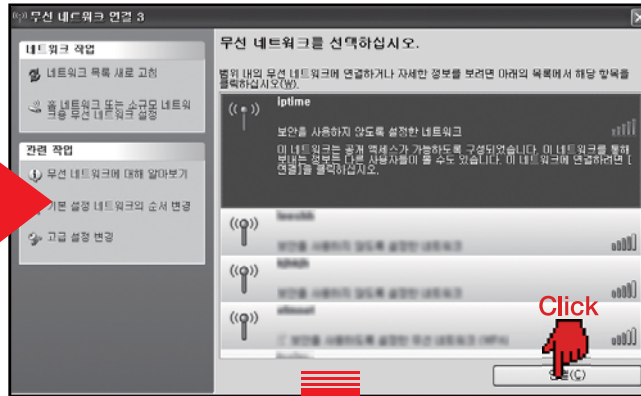 무선 네트워크 연결 3
네트워크 작업
네트워크 목록 새로 고침
홈 네트워크 또는 소규모 네트워
크용 무선 네트워크 설정
관련 작업
무선 네트워크에 대해 알아보기
기본 설정 네트워크의 순서 변경
고급 설정 변경
무선 네트워크를 선택하십시오.
범위 내의 무선 네트워크에 연결하거나 자세한 정보를 보려면 아래의 목록에서 해당 항목을
클릭하십시오(W).
iptime
보안을 사용하지 않도록 설정한 네트워크
이 네트워크는 공개 액세스가 가능하도록 구성되었습니다. 이 네트워크를 통해
보내는 정보는 다른 사용자들이 볼 수도 있습니다. 이 네트워크에 연결하려면 [
연결]을 클릭하십시오.
Click
(C)